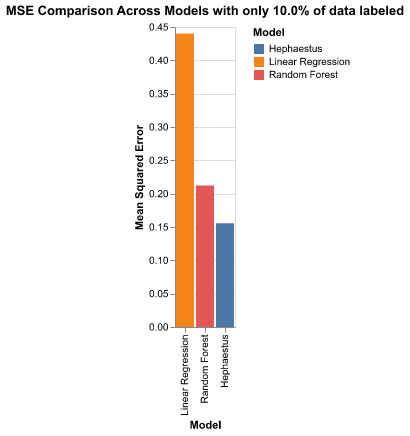 MSE Comparison Across Models with only 10.0% of data labeled
Model
Hephaestus
Linear Regression
Random Forest
Mean Squared Error
0.45
0.40
0.35
0.30
0.25
0.20
0.15
0.10
0.05
0.00
Linear Regression
Random Forest
Hephaestus
Model